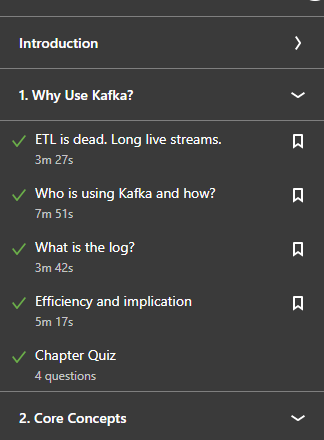 Introduction
1. Why Use Kafka?
ETL is dead. Long live streams.
3m 27s
Who is using Kafka and how?
7m 51s
What is the log?
3m 42s
Efficiency and implication
5m 17s
Chapter Quiz
4 questions
2. Core Concepts